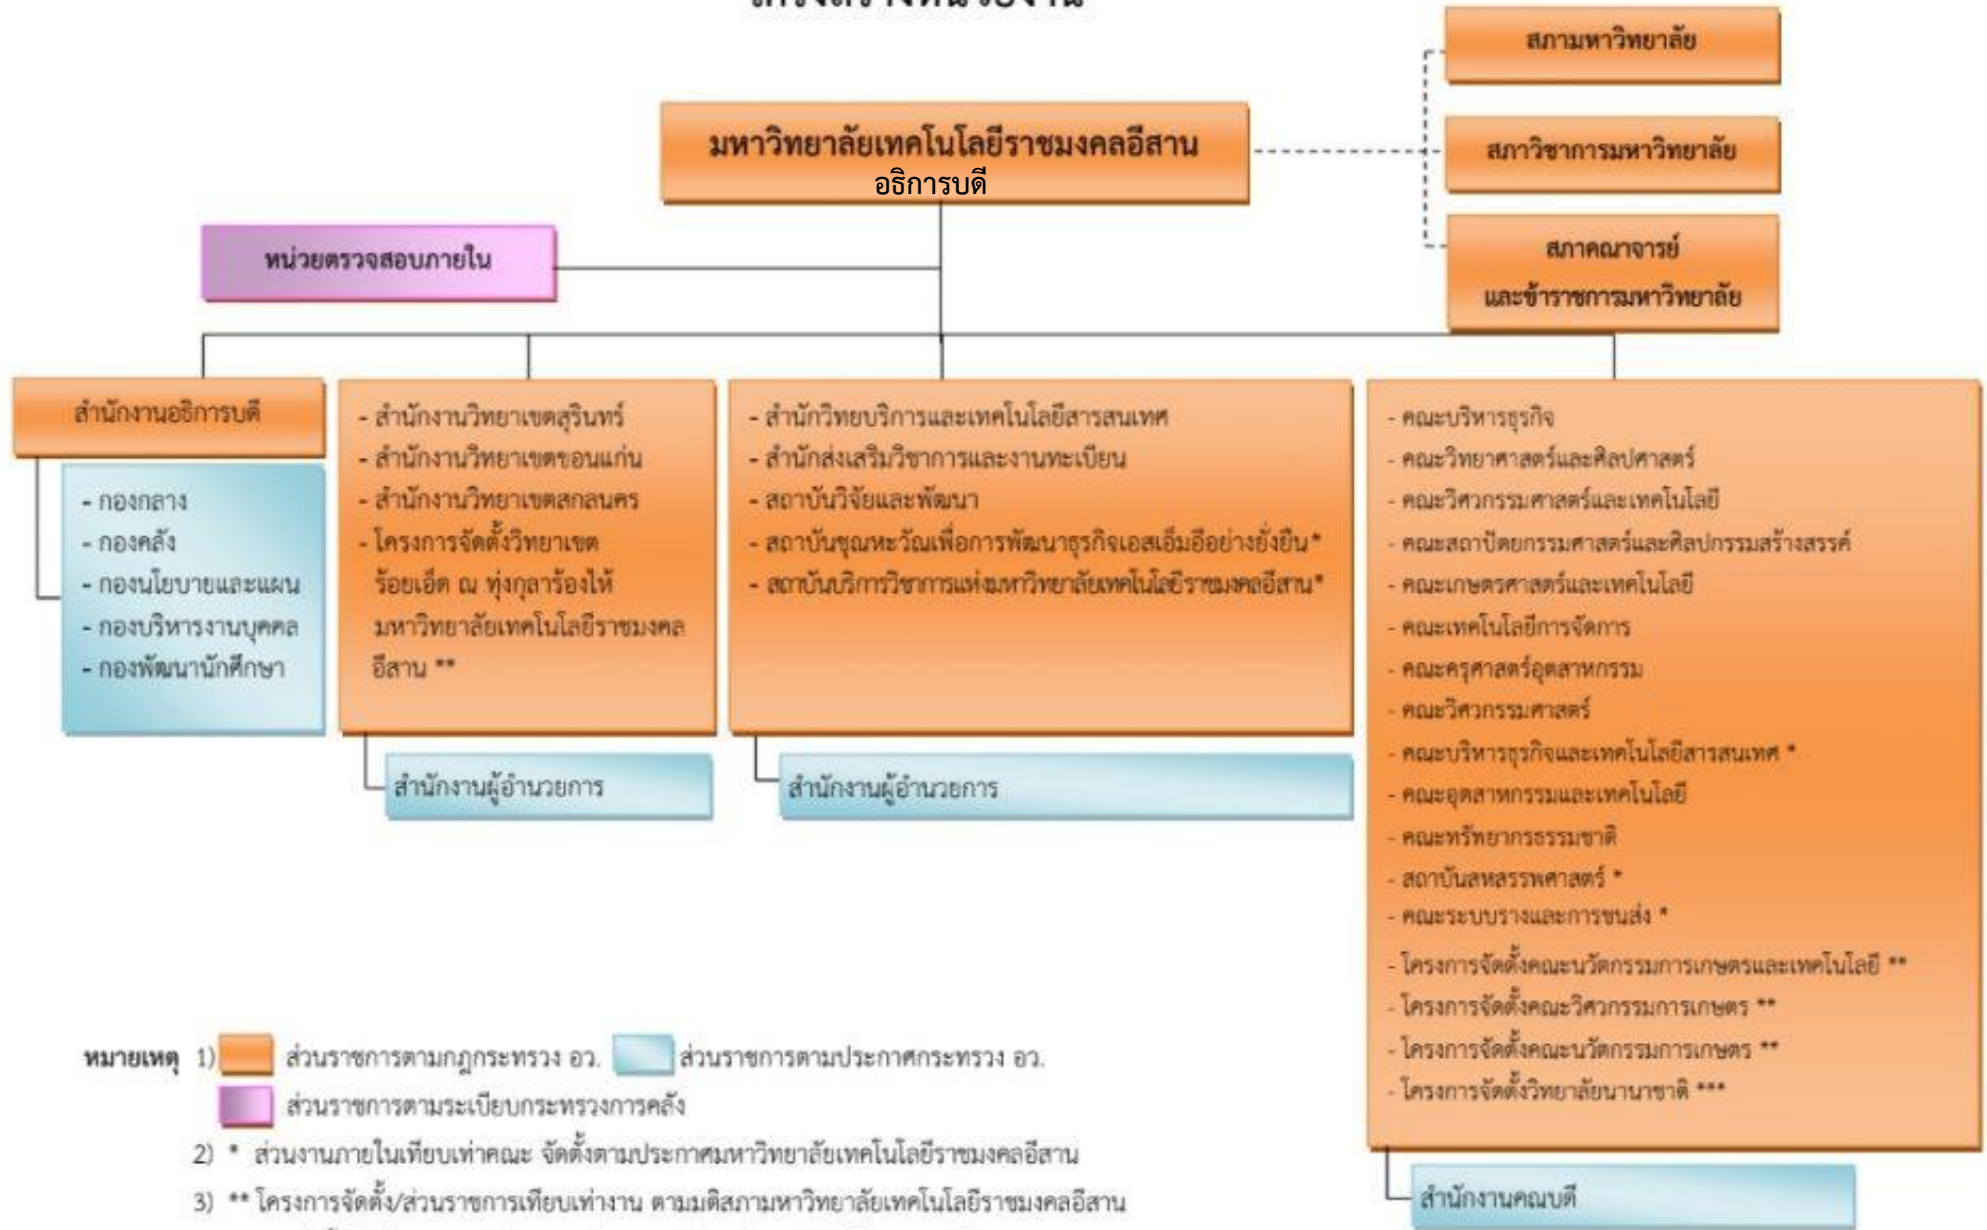 โครงสร้างหน่วยงาน
สภามหาวิทยาลัย
มหาวิทยาลัยเทคโนโลยีราชมงคลอีสาน
อธิการบดี
สภาวิชาการมหาวิทยาลัย
สภาคณาจารย์
และข้าราชการมหาวิทยาลัย
หน่วยตรวจสอบภายใน
สำนักงานอธิการบดี
- กองกลาง
- กองคลัง
- กองนโยบายและแผน
- กองบริหารงานบุคคล
- กองพัฒนานักศึกษา
- สำนักงานวิทยาเขตสุรินทร์
- สำนักงานวิทยาเขตขอนแก่น
- สำนักงานวิทยาเขตสกลนคร
- โครงการจัดตั้งวิทยาเขต
ร้อยเอ็ด ณ ทุ่งกุลาร้องไห้
มหาวิทยาลัยเทคโนโลยีราชมงคล
อีสาน **
สำนักงานผู้อำนวยการ
- สำนักวิทยบริการและเทคโนโลยีสารสนเทศ
- สำนักส่งเสริมวิชาการและงานทะเบียน
- สถาบันวิจัยและพัฒนา
- สถาบันชุณหะวัณเพื่อการพัฒนาธุรกิจเอสเอ็มอีอย่างยั่งยืน*
- สถาบันบริการวิชาการแห่งมหาวิทยาลัยเทคโนโลยีราชมงคลอีสาน*
สำนักงานผู้อำนวยการ
- คณะบริหารธุรกิจ
- คณะวิทยาศาสตร์และศิลปศาสตร์
- คณะวิศวกรรมศาสตร์และเทคโนโลยี
- คณะสถาปัตยกรรมศาสตร์และศิลปกรรมสร้างสรรค์
- คณะเกษตรศาสตร์และเทคโนโลยี
- คณะเทคโนโลยีการจัดการ
- คณะครุศาสตร์อุตสาหกรรม
- คณะวิศวกรรมศาสตร์
- คณะบริหารธุรกิจและเทคโนโลยีสารสนเทศ *
- คณะอุตสาหกรรมและเทคโนโลยี
- คณะทรัพยากรธรรมชาติ
- สถาบันสหสรรพศาสตร์ *
- คณะระบบรางและการขนส่ง *
- โครงการจัดตั้งคณะนวัตกรรมการเกษตรและเทคโนโลยี **
- โครงการจัดตั้งคณะวิศวกรรมการเกษตร **
- โครงการจัดตั้งคณะนวัตกรรมการเกษตร **
- โครงการจัดตั้งวิทยาลัยนานาชาติ ***
สำนักงานคณบดี
หมายเหตุ 1) ส่วนราชการตามกฎกระทรวง อว. ส่วนราชการตามประกาศกระทรวง อว.
ส่วนราชการตามระเบียบกระทรวงการคลัง
2) * ส่วนงานภายในเทียบเท่าคณะ จัดตั้งตามประกาศมหาวิทยาลัยเทคโนโลยีราชมงคลอีสาน
3) ** โครงการจัดตั้ง/ส่วนราชการเทียบเท่างาน ตามมติสภามหาวิทยาลัยเทคโนโลยีราชมงคลอีสาน